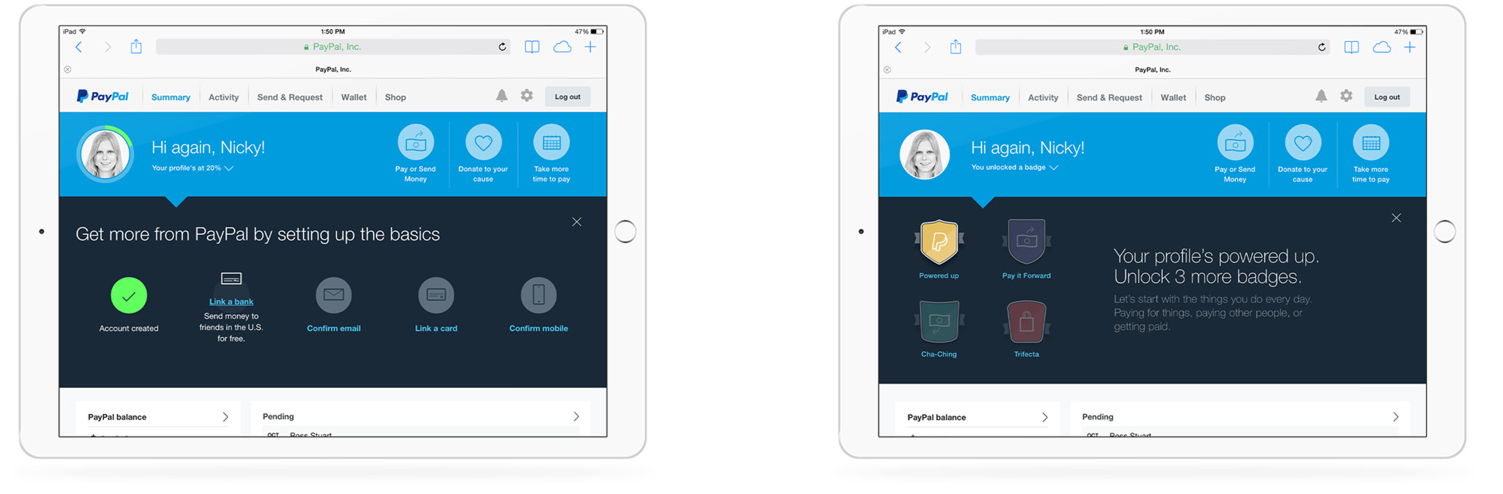 iPad
1:50 PM
47%
PayPal, Inc.
PayPal, Inc.
PayPal
Summary
Activity
Send & Request
Wallet
Shop
Log out
Hi again, Nicky!
Your profile's at 20%
Pay or Send
Money
Donate to your
cause
Take more
time to pay
Get more from PayPal by setting up the basics
Account created
Link a bank
Send money to
friends in the U.S.
for free.
Confirm email
Link a card
Confirm mobile
PayPal balance
Pending
OCT
Ross Stuart
iPad
1:50 PM
47%
PayPal, Inc.
PayPal, Inc.
PayPal
Summary
Activity
Send & Request
Wallet
Shop
Log out
Hi again, Nicky!
You unlocked a badge
Pay or Send
Money
Donate to your
cause
Take more
time to pay
Powered up
Pay it Forward
Cha-Ching
Trifecta
Your profile's powered up.
Unlock 3 more badges.
Let's start with the things you do every day.
Paying for things, paying other people, or
getting paid.
PayPal balance
Pending
OCT
Ross Stuart